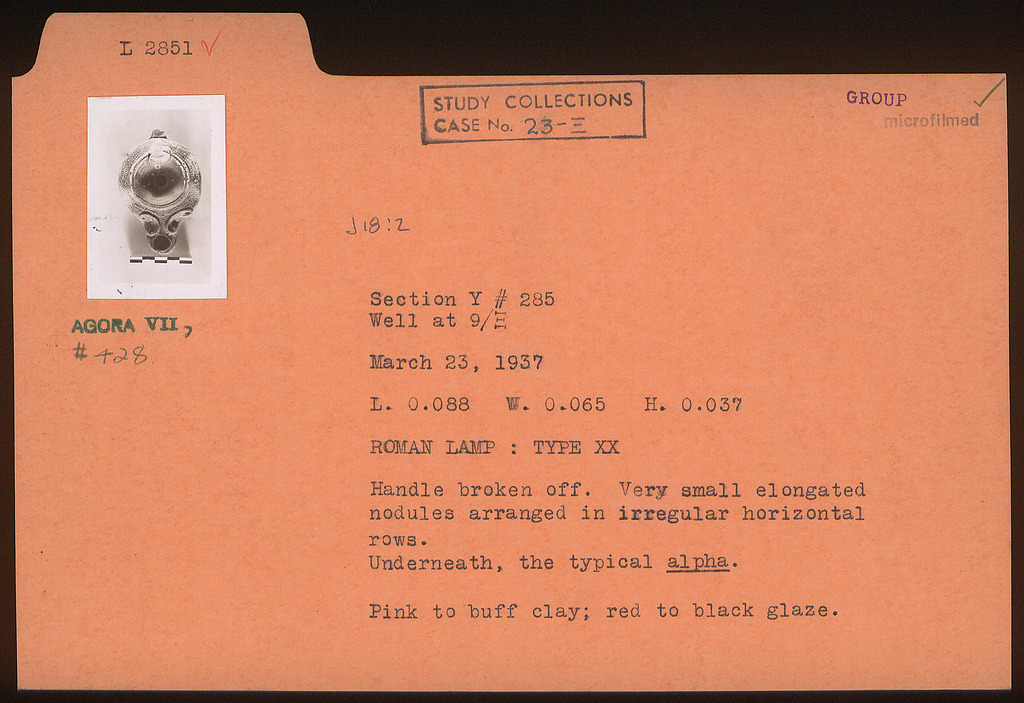 L 2851 ✓
STUDY COLLECTIONS
CASE No. 23-Ξ
GROUP ✓
microfilmed
J 18:2
AGORA VII,
# 428
Section Y # 285
Well at 9/Ξ
March 23, 1937
L. 0.088 W. 0.065 H. 0.037
ROMAN LAMP : TYPE XX
Handle broken off. Very small elongated
nodules arranged in irregular horizontal
rows.
Underneath, the typical alpha.
Pink to buff clay; red to black glaze.